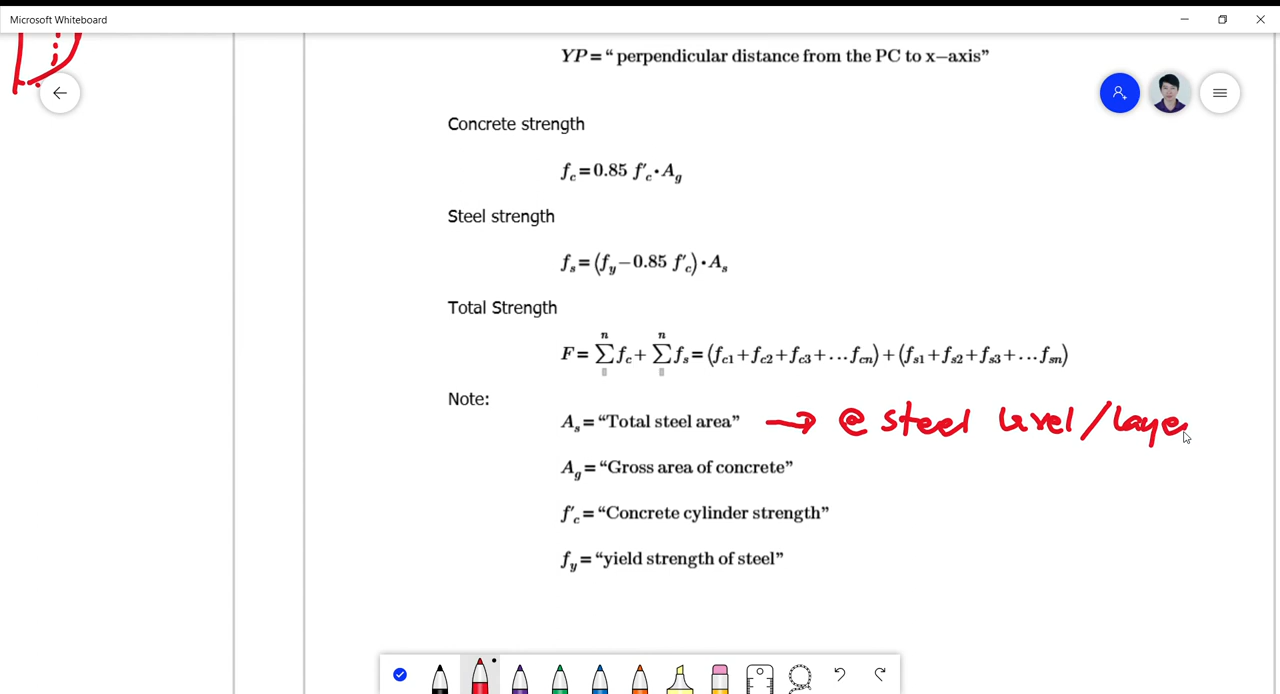 Microsoft Whiteboard
YP = “ perpendicular distance from the PC to x–axis”
Concrete strength
f_c = 0.85 f'_c · A_g
Steel strength
f_s = (f_y − 0.85 f'_c) · A_s
Total Strength
F = ∑ⁿ f_c + ∑ⁿ f_s = (f_c1 + f_c2 + f_c3 + … f_cn) + (f_s1 + f_s2 + f_s3 + … f_sn)
Note:
A_s = “Total steel area” → @ steel level/laye
A_g = “Gross area of concrete”
f'_c = “Concrete cylinder strength”
f_y = “yield strength of steel”